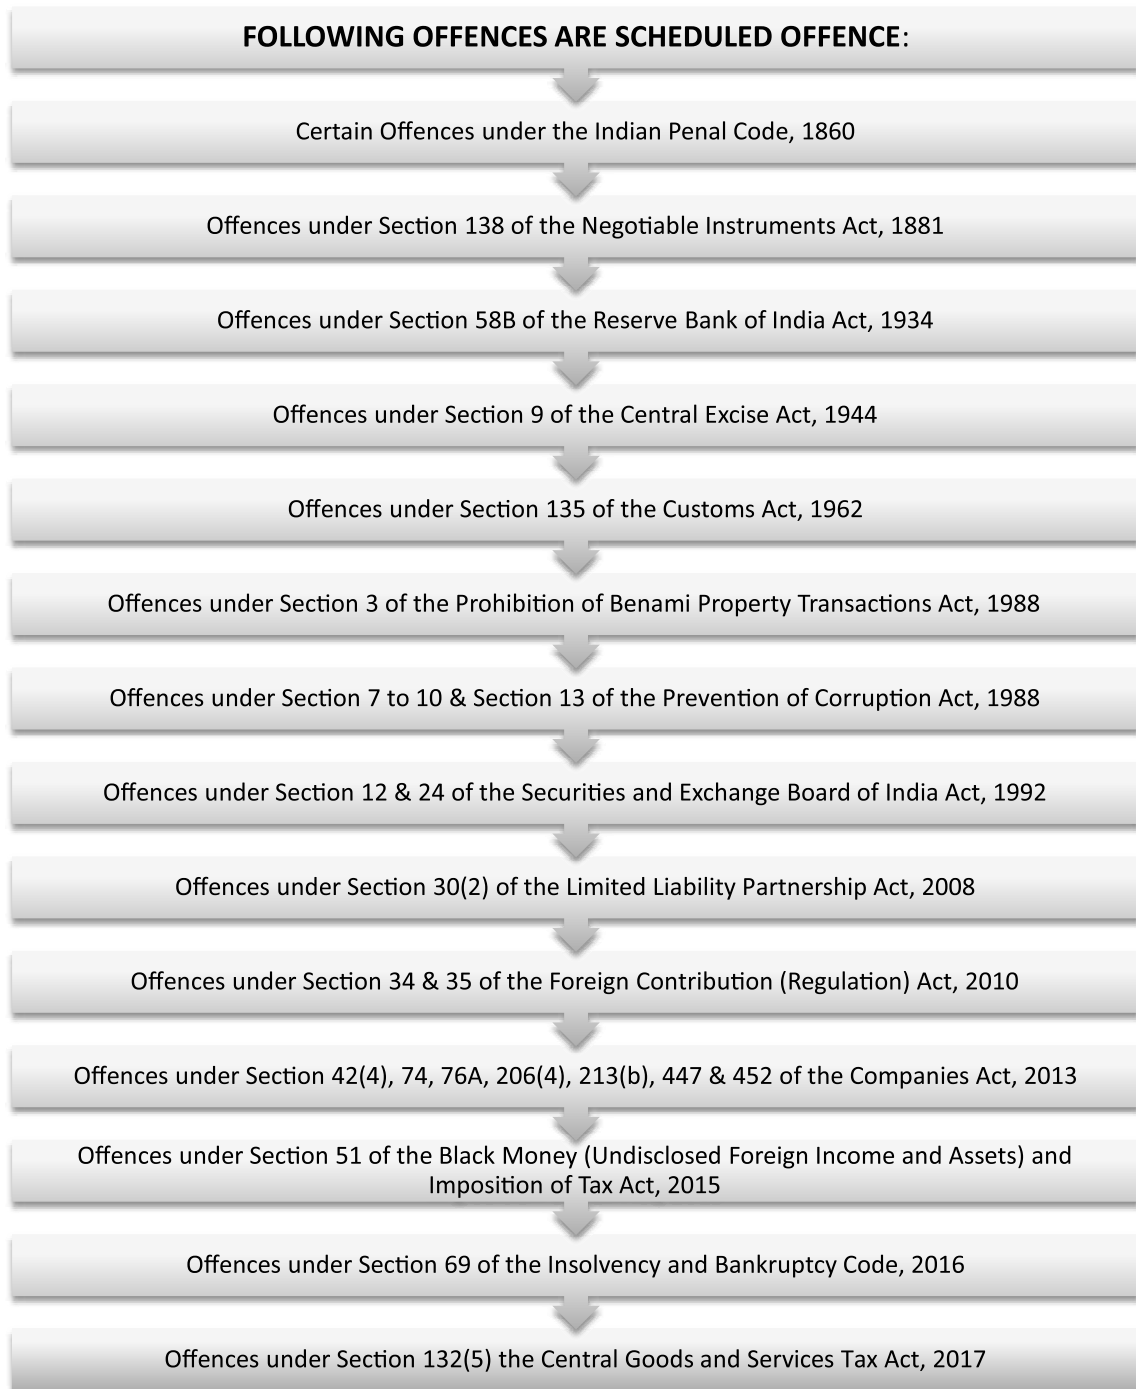 FOLLOWING OFFENCES ARE SCHEDULED OFFENCE:
Certain Offences under the Indian Penal Code, 1860
Offences under Section 138 of the Negotiable Instruments Act, 1881
Offences under Section 58B of the Reserve Bank of India Act, 1934
Offences under Section 9 of the Central Excise Act, 1944
Offences under Section 135 of the Customs Act, 1962
Offences under Section 3 of the Prohibition of Benami Property Transactions Act, 1988
Offences under Section 7 to 10 & Section 13 of the Prevention of Corruption Act, 1988
Offences under Section 12 & 24 of the Securities and Exchange Board of India Act, 1992
Offences under Section 30(2) of the Limited Liability Partnership Act, 2008
Offences under Section 34 & 35 of the Foreign Contribution (Regulation) Act, 2010
Offences under Section 42(4), 74, 76A, 206(4), 213(b), 447 & 452 of the Companies Act, 2013
Offences under Section 51 of the Black Money (Undisclosed Foreign Income and Assets) and
Imposition of Tax Act, 2015
Offences under Section 69 of the Insolvency and Bankruptcy Code, 2016
Offences under Section 132(5) the Central Goods and Services Tax Act, 2017